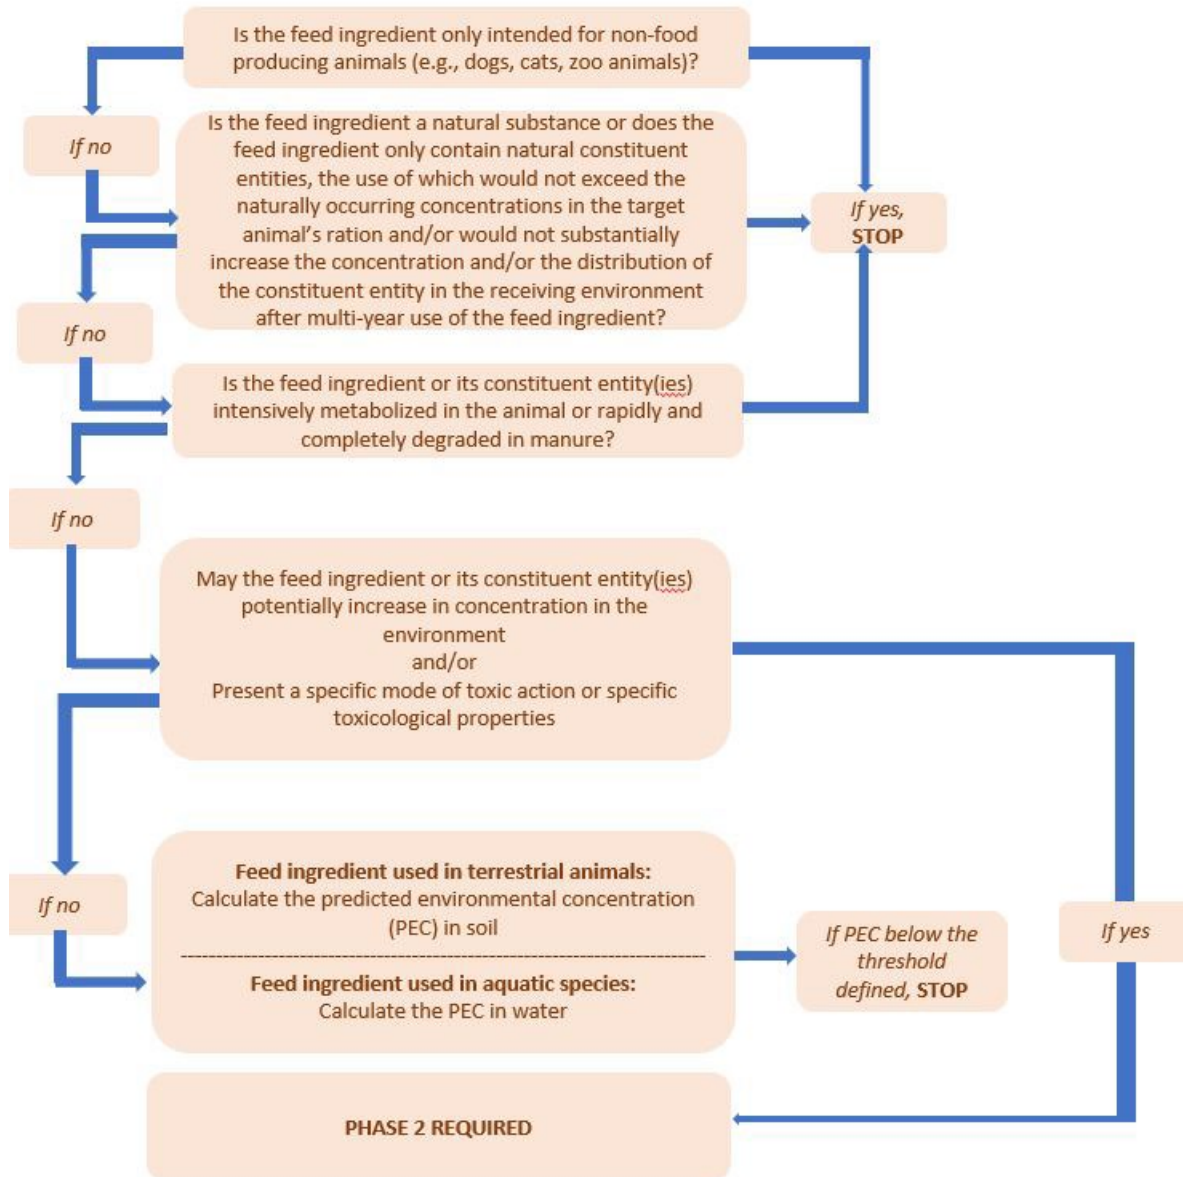 Is the feed ingredient only intended for non-food
producing animals (e.g., dogs, cats, zoo animals)?
If no
Is the feed ingredient a natural substance or does the
feed ingredient only contain natural constituent
entities, the use of which would not exceed the
naturally occurring concentrations in the target
animal's ration and/or would not substantially
increase the concentration and/or the distribution of
the constituent entity in the receiving environment
after multi-year use of the feed ingredient?
If yes,
STOP
If no
Is the feed ingredient or its constituent entity(ies)
intensively metabolized in the animal or rapidly and
completely degraded in manure?
If no
May the feed ingredient or its constituent entity(ies)
potentially increase in concentration in the
environment
and/or
Present a specific mode of toxic action or specific
toxicological properties
If no
Feed ingredient used in terrestrial animals:
Calculate the predicted environmental concentration
(PEC) in soil
Feed ingredient used in aquatic species:
Calculate the PEC in water
If PEC below the
threshold
defined, STOP
If yes
PHASE 2 REQUIRED